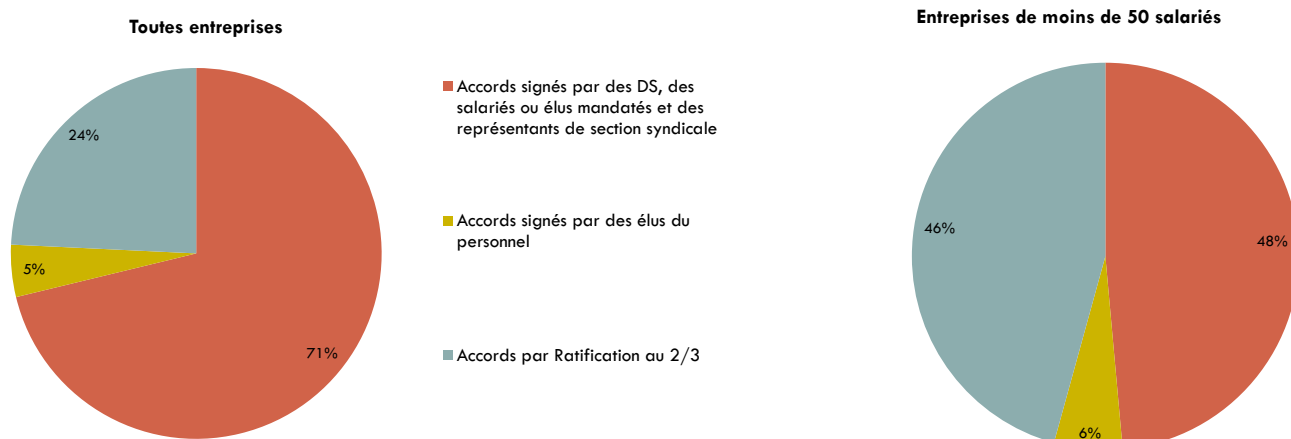 Toutes entreprises
24%
5%
71%
Accords signés par des DS, des
salariés ou élus mandatés et des
représentants de section syndicale
Accords signés par des élus du
personnel
Accords par Ratification au 2/3
Entreprises de moins de 50 salariés
46%
48%
6%